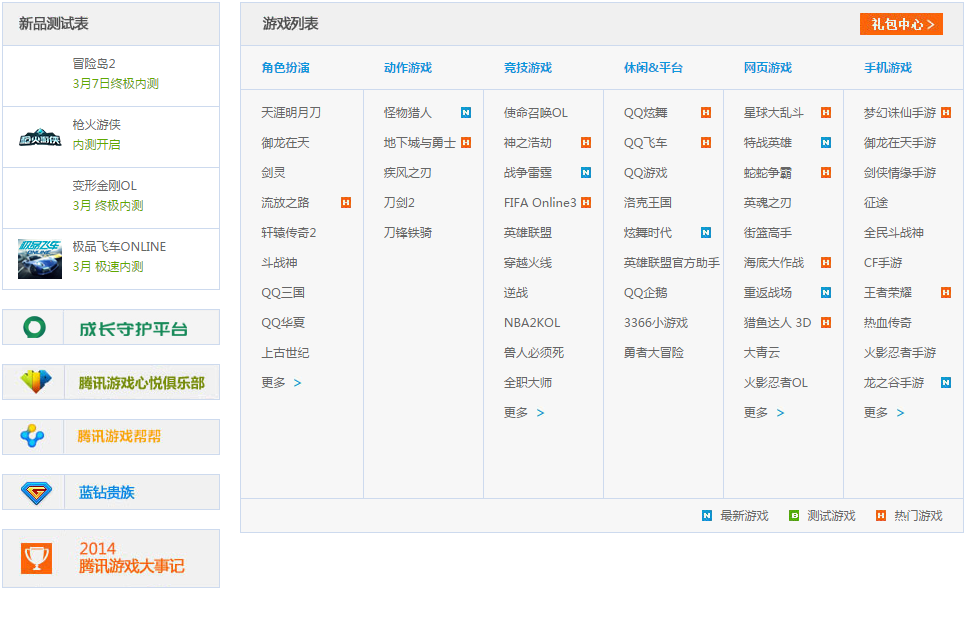 新品测试表
冒险岛2
3月7日终极内测
枪火游侠
枪火游侠
内测开启
变形金刚OL
3月 终极内测
极品飞车
ONLINE
极品飞车ONLINE
3月 极速内测
成长守护平台
腾讯游戏心悦俱乐部
腾讯游戏帮帮
蓝钻贵族
2014
腾讯游戏大事记
游戏列表
礼包中心 >
角色扮演
天涯明月刀
御龙在天
剑灵
流放之路 H
轩辕传奇2
斗战神
QQ三国
QQ华夏
上古世纪
更多 >
动作游戏
怪物猎人 N
地下城与勇士 H
疾风之刃
刀剑2
刀锋铁骑
竞技游戏
使命召唤OL
神之浩劫 H
战争雷霆 N
FIFA Online3 H
英雄联盟
穿越火线
逆战
NBA2KOL
兽人必须死
全职大师
更多 >
休闲&平台
QQ炫舞 H
QQ飞车 H
QQ游戏
洛克王国
炫舞时代 N
英雄联盟官方助手
QQ企鹅
3366小游戏
勇者大冒险
网页游戏
星球大乱斗 H
特战英雄 N
蛇蛇争霸 H
英魂之刃
街篮高手
海底大作战 H
重返战场 N
猎鱼达人 3D H
大青云
火影忍者OL
更多 >
手机游戏
梦幻诛仙手游 H
御龙在天手游
剑侠情缘手游
征途
全民斗战神
CF手游
王者荣耀 H
热血传奇
火影忍者手游
龙之谷手游 N
更多 >
N 最新游戏 B 测试游戏 H 热门游戏